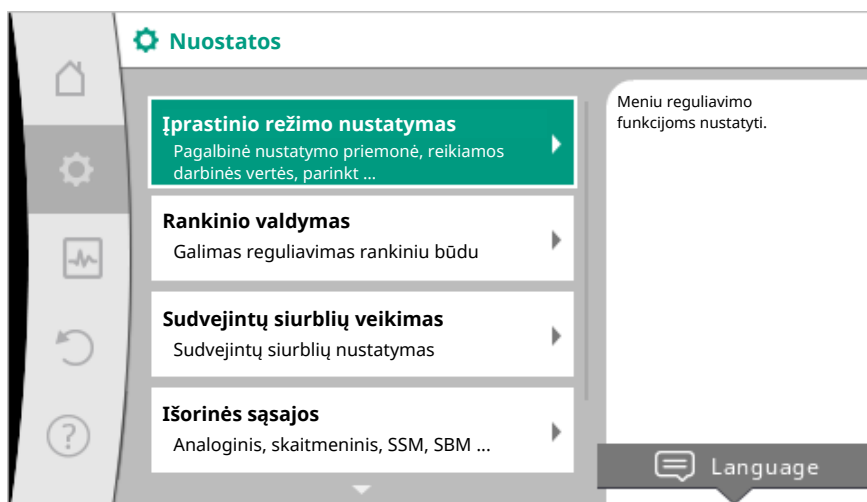 Nuostatos
Įprastinio režimo nustatymas
Pagalbinė nustatymo priemonė, reikiamos
darbinės vertės, parinkt ...
Rankinio valdymas
Galimas reguliavimas rankiniu būdu
Sudvejintų siurblių veikimas
Sudvejintų siurblių nustatymas
Išorinės sąsajos
Analoginis, skaitmeninis, SSM, SBM ...
Meniu reguliavimo
funkcijoms nustatyti.
?
Language